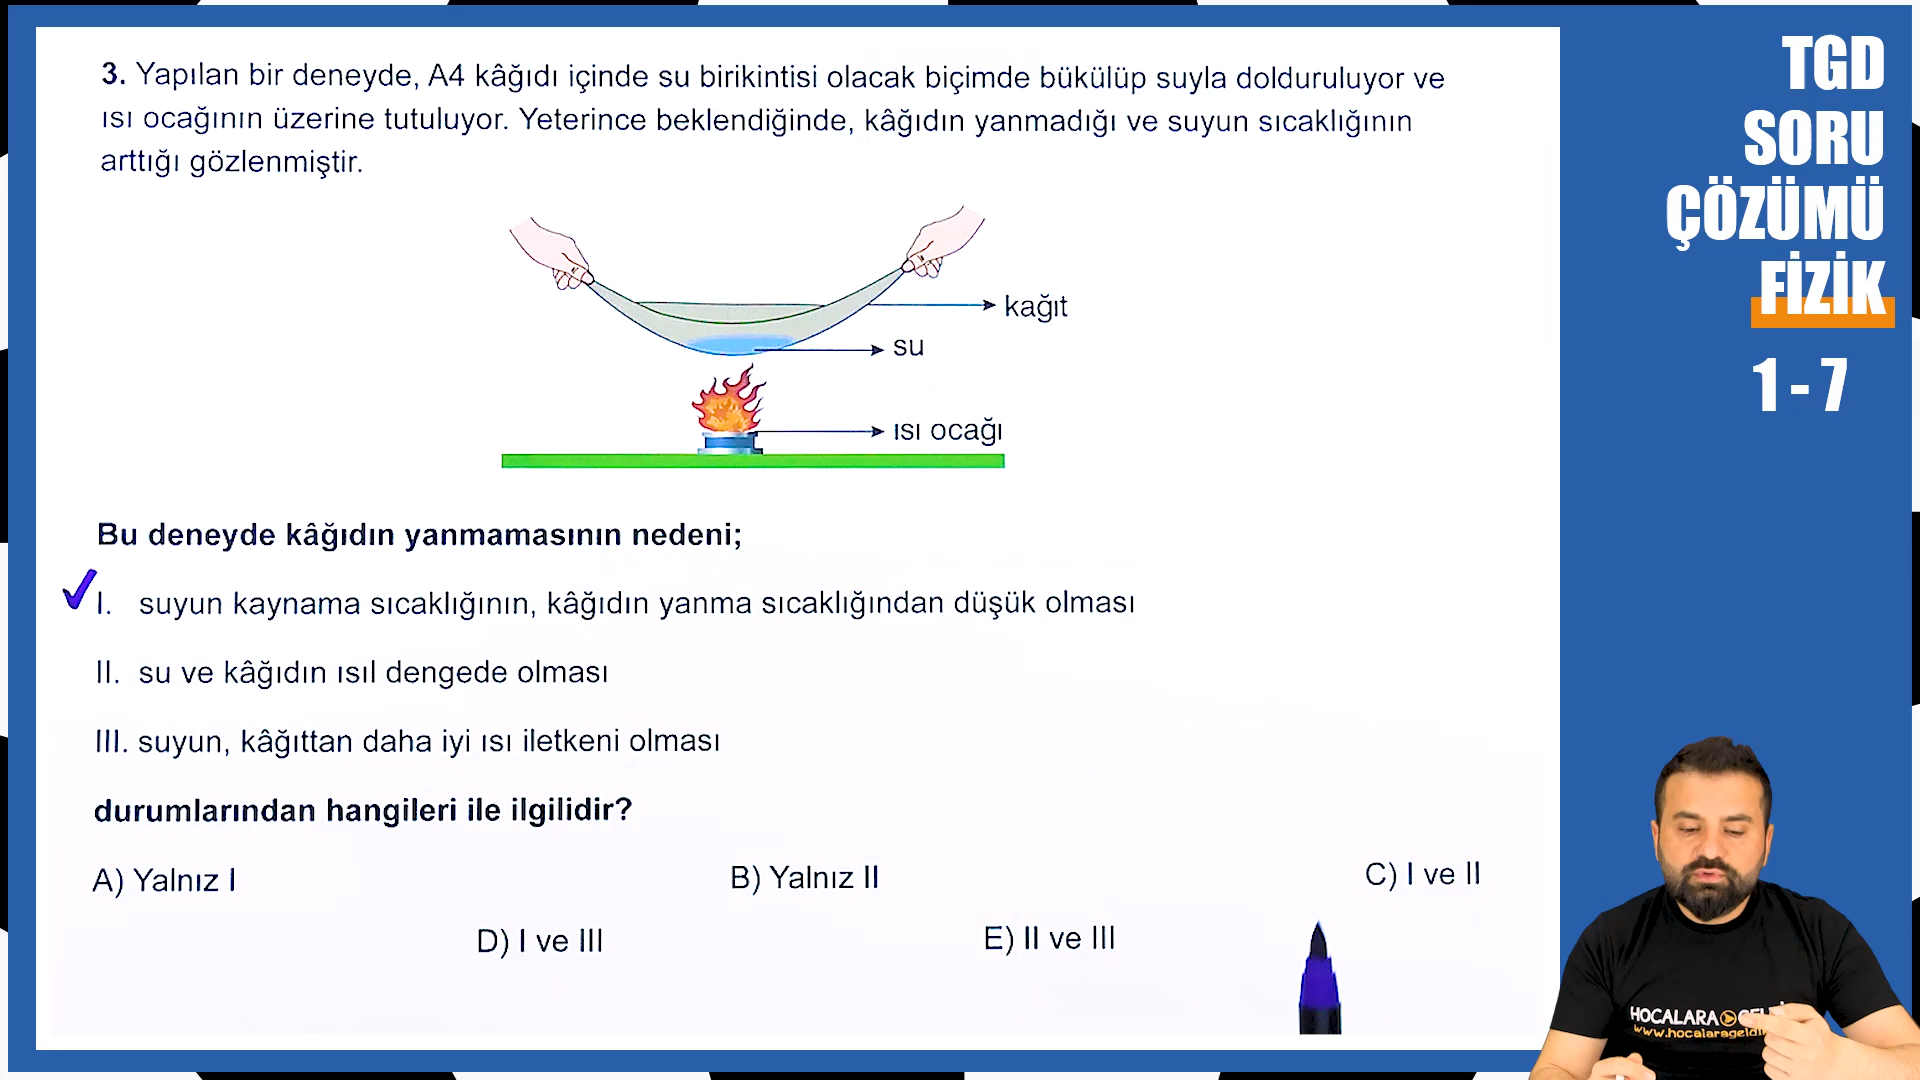 3. Yapılan bir deneyde, A4 kâğıdı içinde su birikintisi olacak biçimde bükülüp suyla dolduruluyor ve
ısı ocağının üzerine tutuluyor. Yeterince beklendiğinde, kâğıdın yanmadığı ve suyun sıcaklığının
arttığı gözlenmiştir.
kağıt
su
ısı ocağı
Bu deneyde kâğıdın yanmamasının nedeni;
I. suyun kaynama sıcaklığının, kâğıdın yanma sıcaklığından düşük olması
II. su ve kâğıdın ısıl dengede olması
III. suyun, kâğıttan daha iyi ısı iletkeni olması
durumlarından hangileri ile ilgilidir?
A) Yalnız I
B) Yalnız II
C) I ve II
D) I ve III
E) II ve III
TGD
SORU
ÇÖZÜMÜ
FİZİK
1 - 7
HOCALARA